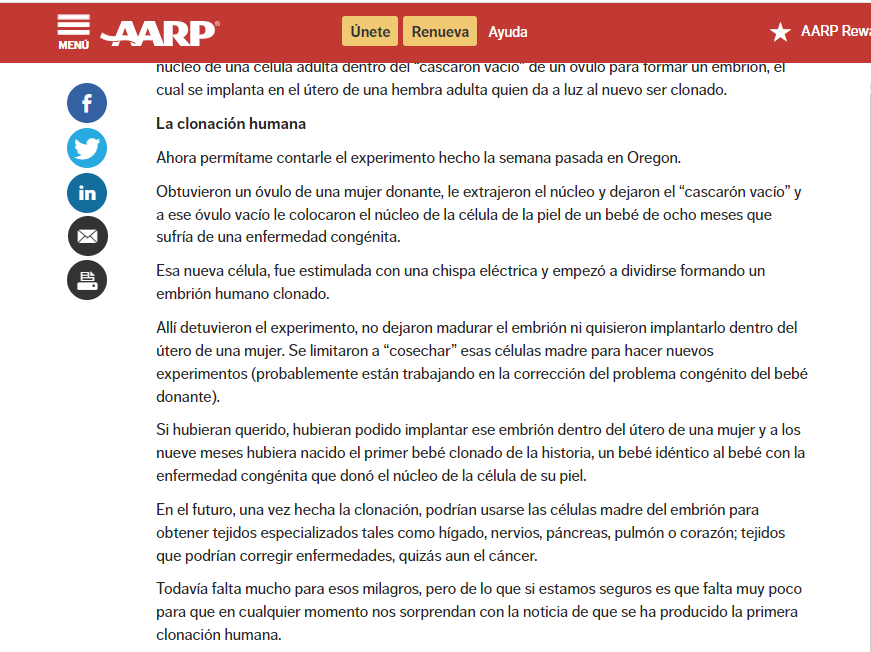 MENÚ
AARP®
Únete
Renueva
Ayuda
AARP Rewa
núcleo de una célula adulta dentro del “cascarón vacío” de un óvulo para formar un embrión, el
cual se implanta en el útero de una hembra adulta quien da a luz al nuevo ser clonado.
La clonación humana
Ahora permítame contarle el experimento hecho la semana pasada en Oregon.
Obtuvieron un óvulo de una mujer donante, le extrajeron el núcleo y dejaron el “cascarón vacío” y
a ese óvulo vacío le colocaron el núcleo de la célula de la piel de un bebé de ocho meses que
sufría de una enfermedad congénita.
Esa nueva célula, fue estimulada con una chispa eléctrica y empezó a dividirse formando un
embrión humano clonado.
Allí detuvieron el experimento, no dejaron madurar el embrión ni quisieron implantarlo dentro del
útero de una mujer. Se limitaron a “cosechar” esas células madre para hacer nuevos
experimentos (probablemente están trabajando en la corrección del problema congénito del bebé
donante).
Si hubieran querido, hubieran podido implantar ese embrión dentro del útero de una mujer y a los
nueve meses hubiera nacido el primer bebé clonado de la historia, un bebé idéntico al bebé con la
enfermedad congénita que donó el núcleo de la célula de su piel.
En el futuro, una vez hecha la clonación, podrían usarse las células madre del embrión para
obtener tejidos especializados tales como hígado, nervios, páncreas, pulmón o corazón; tejidos
que podrían corregir enfermedades, quizás aun el cáncer.
Todavía falta mucho para esos milagros, pero de lo que si estamos seguros es que falta muy poco
para que en cualquier momento nos sorprendan con la noticia de que se ha producido la primera
clonación humana.